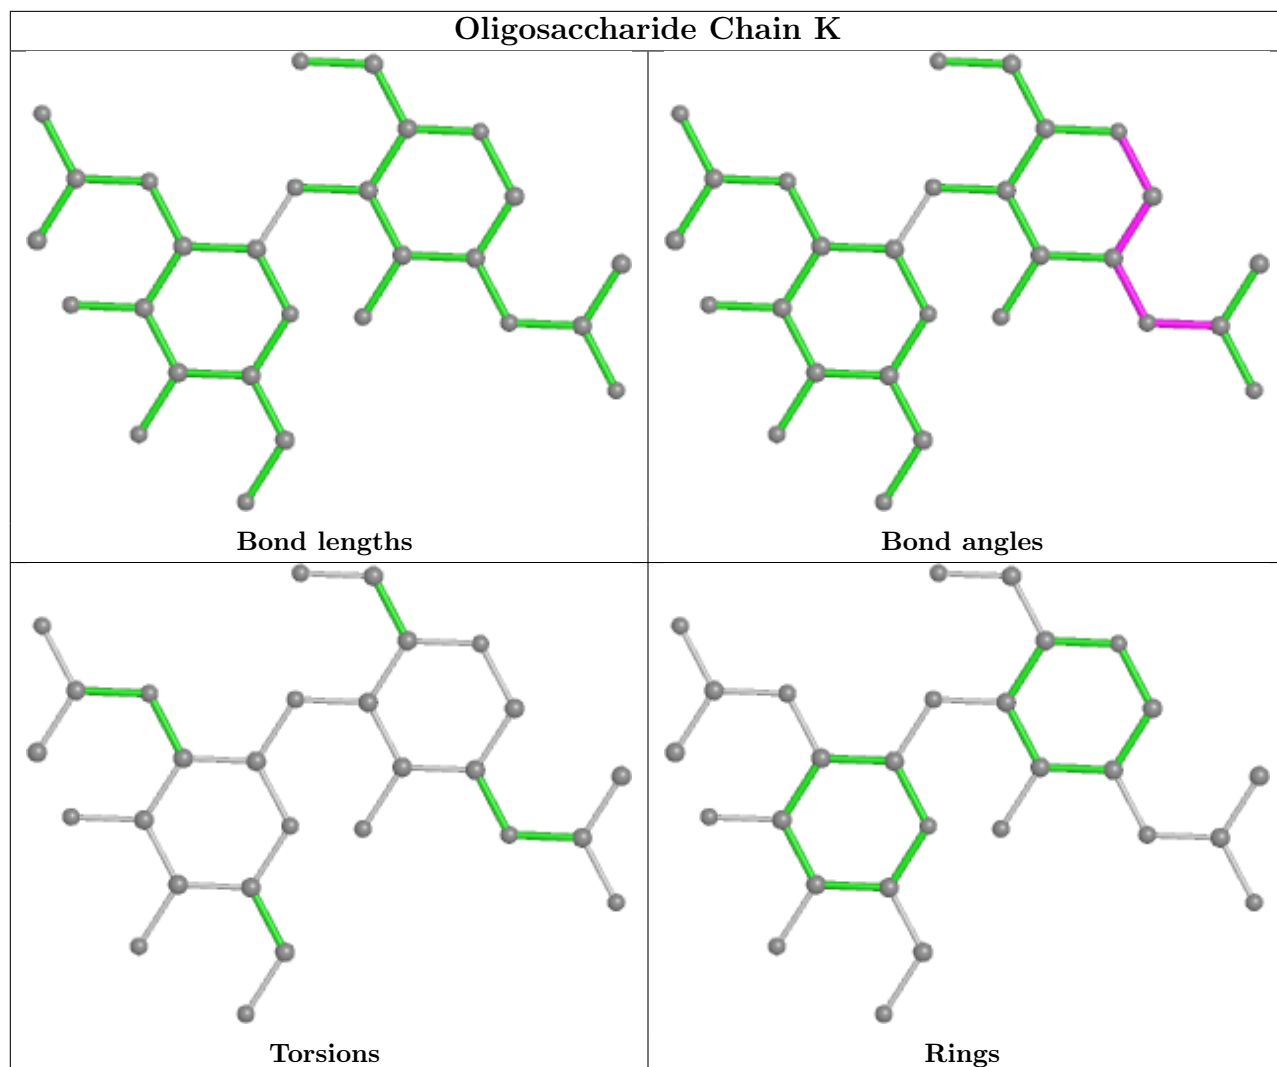 Oligosaccharide Chain K
Bond lengths
Bond angles
Torsions
Rings